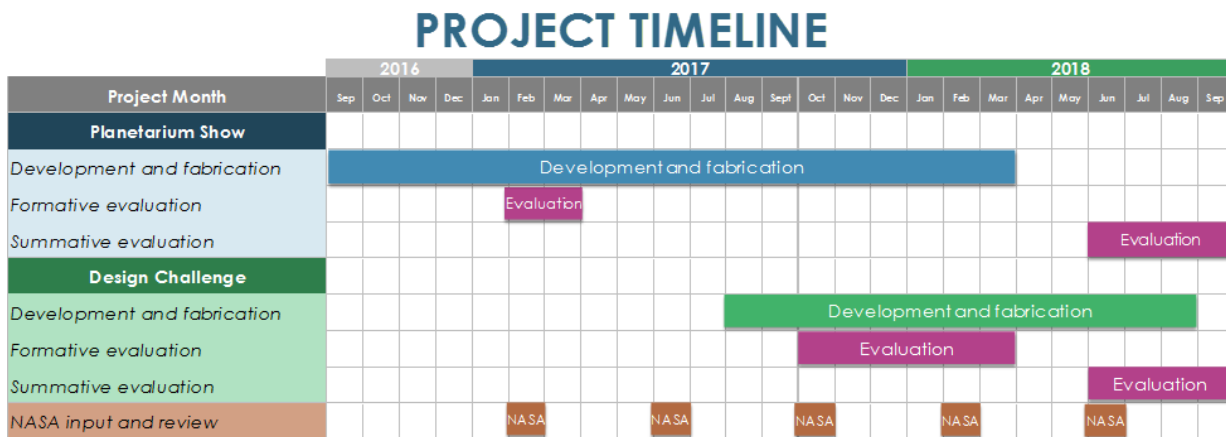 PROJECT TIMELINE
2016 2017 2018
Project Month Sep Oct Nov Dec Jan Feb Mar Apr May Jun Jul Aug Sept Oct Nov Dec Jan Feb Mar Apr May Jun Jul Aug Sep
Planetarium Show
Development and fabrication Development and fabrication
Formative evaluation Evaluation
Summative evaluation Evaluation
Design Challenge
Development and fabrication Development and fabrication
Formative evaluation Evaluation
Summative evaluation Evaluation
NASA input and review NASA NASA NASA NASA NASA